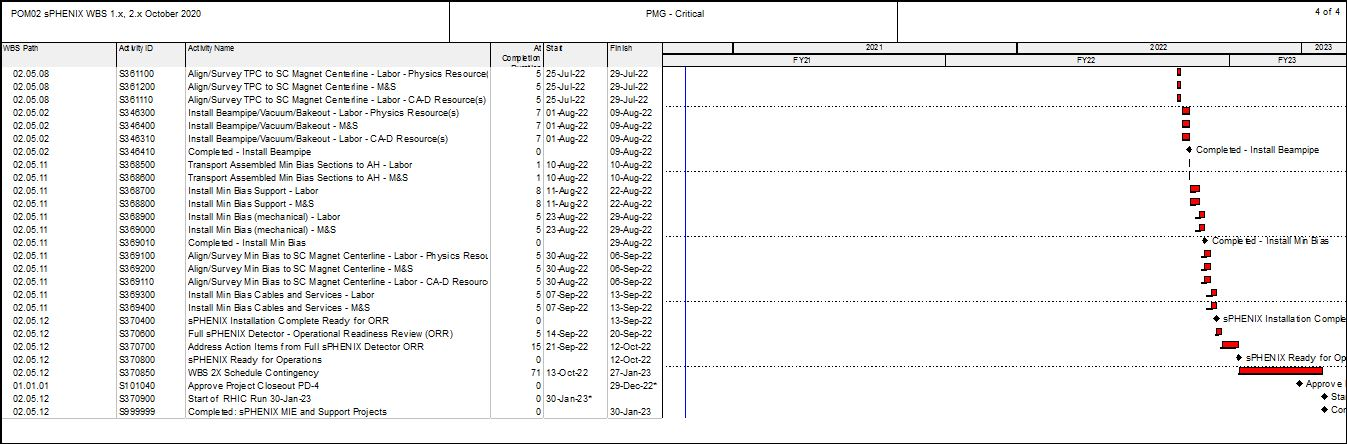 POM02 sPHENIX WBS 1.x, 2.x October 2020 PMG - Critical 4 of 4
WBS Path Activity ID Activity Name At Completion Duration Start Finish 2021 2022 2023
FY21 FY22 FY23
02.05.08 S361100 Align/Survey TPC to SC Magnet Centerline - Labor - Physics Resource( 5 25-Jul-22 29-Jul-22
02.05.08 S361200 Align/Survey TPC to SC Magnet Centerline - M&S 5 25-Jul-22 29-Jul-22
02.05.08 S361110 Align/Survey TPC to SC Magnet Centerline - Labor - CA-D Resource(s) 5 25-Jul-22 29-Jul-22
02.05.02 S346300 Install Beampipe/Vacuum/Bakeout - Labor - Physics Resource(s) 7 01-Aug-22 09-Aug-22
02.05.02 S346400 Install Beampipe/Vacuum/Bakeout - M&S 7 01-Aug-22 09-Aug-22
02.05.02 S346310 Install Beampipe/Vacuum/Bakeout - Labor - CA-D Resource(s) 7 01-Aug-22 09-Aug-22
02.05.02 S346410 Completed - Install Beampipe 0 09-Aug-22 Completed - Install Beampipe
02.05.11 S368500 Transport Assembled Min Bias Sections to AH - Labor 1 10-Aug-22 10-Aug-22
02.05.11 S368600 Transport Assembled Min Bias Sections to AH - M&S 1 10-Aug-22 10-Aug-22
02.05.11 S368700 Install Min Bias Support - Labor 8 11-Aug-22 22-Aug-22
02.05.11 S368800 Install Min Bias Support - M&S 8 11-Aug-22 22-Aug-22
02.05.11 S368900 Install Min Bias (mechanical) - Labor 5 23-Aug-22 29-Aug-22
02.05.11 S369000 Install Min Bias (mechanical) - M&S 5 23-Aug-22 29-Aug-22
02.05.11 S369010 Completed - Install Min Bias 0 29-Aug-22 Completed - Install Min Bias
02.05.11 S369100 Align/Survey Min Bias to SC Magnet Centerline - Labor - Physics Resou 5 30-Aug-22 06-Sep-22
02.05.11 S369200 Align/Survey Min Bias to SC Magnet Centerline - M&S 5 30-Aug-22 06-Sep-22
02.05.11 S369110 Align/Survey Min Bias to SC Magnet Centerline - Labor - CA-D Resource 5 30-Aug-22 06-Sep-22
02.05.11 S369300 Install Min Bias Cables and Services - Labor 5 07-Sep-22 13-Sep-22
02.05.11 S369400 Install Min Bias Cables and Services - M&S 5 07-Sep-22 13-Sep-22
02.05.12 S370400 sPHENIX Installation Complete Ready for ORR 0 13-Sep-22 sPHENIX Installation Comple
02.05.12 S370600 Full sPHENIX Detector - Operational Readiness Review (ORR) 5 14-Sep-22 20-Sep-22
02.05.12 S370700 Address Action Items from Full sPHENIX Detector ORR 15 21-Sep-22 12-Oct-22
02.05.12 S370800 sPHENIX Ready for Operations 0 12-Oct-22 sPHENIX Ready for Op
02.05.12 S370850 WBS 2X Schedule Contingency 71 13-Oct-22 27-Jan-23
01.01.01 S101040 Approve Project Closeout PD-4 0 29-Dec-22* Approve
02.05.12 S370900 Start of RHIC Run 30-Jan-23 0 30-Jan-23* Sta
02.05.12 S999999 Completed: sPHENIX MIE and Support Projects 0 30-Jan-23 Con